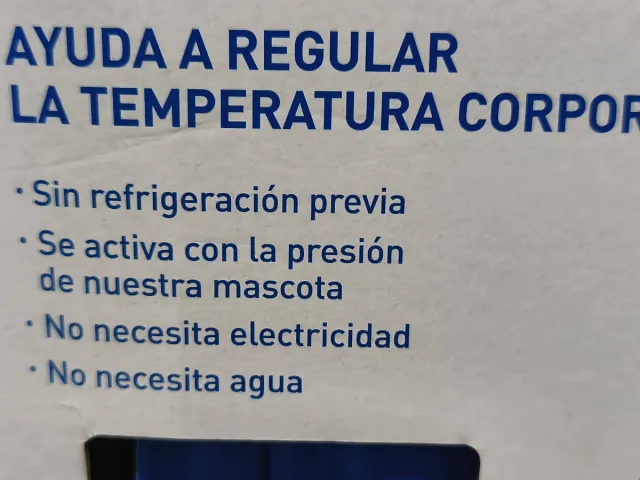 AYUDA A REGULAR
LA TEMPERATURA CORPOR
· Sin refrigeración previa
· Se activa con la presión
de nuestra mascota
· No necesita electricidad
· No necesita agua